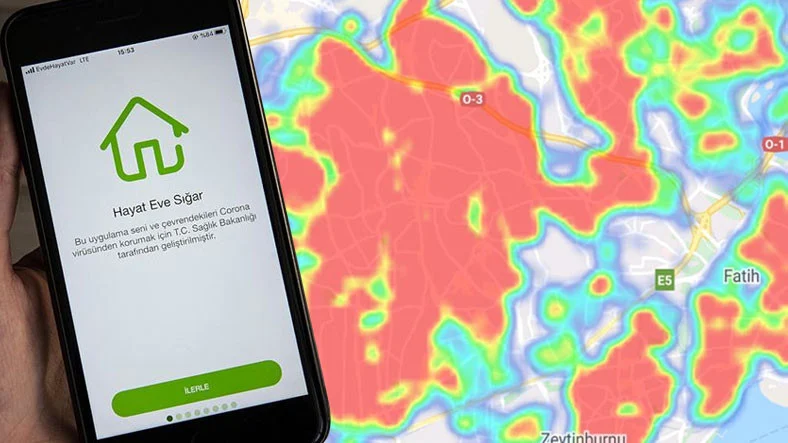 EvdeHayatVar LTE
15:53
%84
Hayat Eve Sığar
Bu uygulama seni ve çevrendekileri Corona
virüsünden korumak için T.C. Sağlık Bakanlığı
tarafından geliştirilmiştir.
İLERLE
O-3
O-1
E5
Fatih
Zeytinburnu